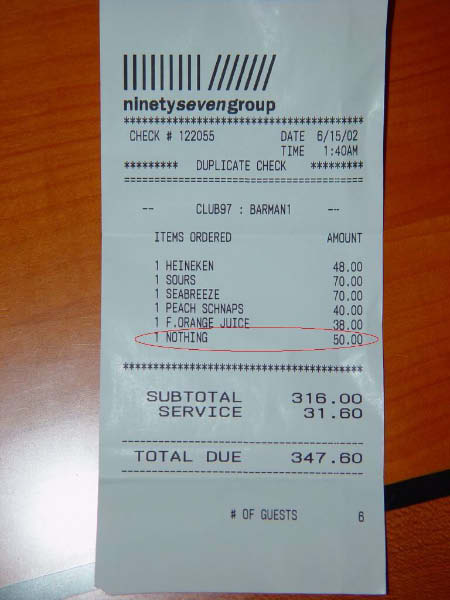 ninetysevengroup
****************************************
CHECK # 122055 DATE 6/15/02
TIME 1:40AM
********* DUPLICATE CHECK *********
========================================
-- CLUB97 : BARMAN1 --
ITEMS ORDERED AMOUNT
1 HEINEKEN 48.00
1 SOURS 70.00
1 SEABREEZE 70.00
1 PEACH SCHNAPS 40.00
1 F.ORANGE JUICE 38.00
1 NOTHING 50.00
****************************************
SUBTOTAL 316.00
SERVICE 31.60
----------------------------------------
TOTAL DUE 347.60
----------------------------------------
# OF GUESTS 6